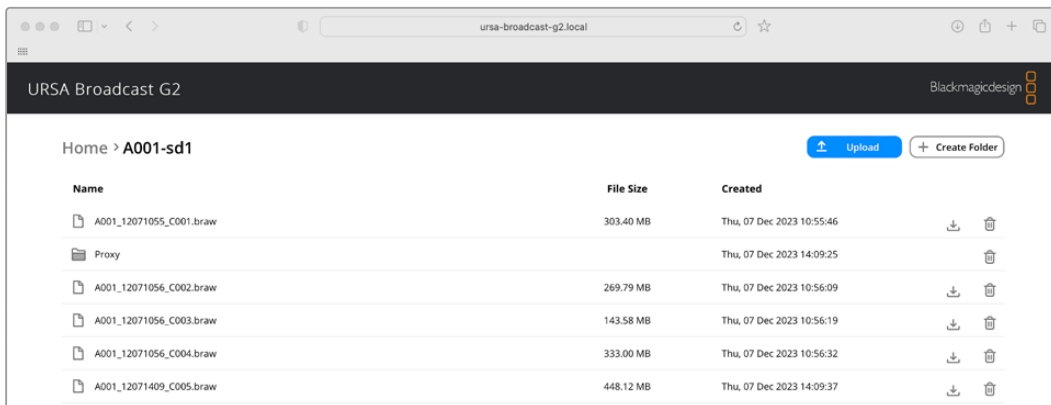 ursa-broadcast-g2.local
URSA Broadcast G2
Blackmagicdesign
Home > A001-sd1
Upload
+ Create Folder
Name File Size Created
A001_12071055_C001.braw 303.40 MB Thu, 07 Dec 2023 10:55:46
Proxy Thu, 07 Dec 2023 14:09:25
A001_12071056_C002.braw 269.79 MB Thu, 07 Dec 2023 10:56:09
A001_12071056_C003.braw 143.58 MB Thu, 07 Dec 2023 10:56:19
A001_12071056_C004.braw 333.00 MB Thu, 07 Dec 2023 10:56:32
A001_12071409_C005.braw 448.12 MB Thu, 07 Dec 2023 14:09:37